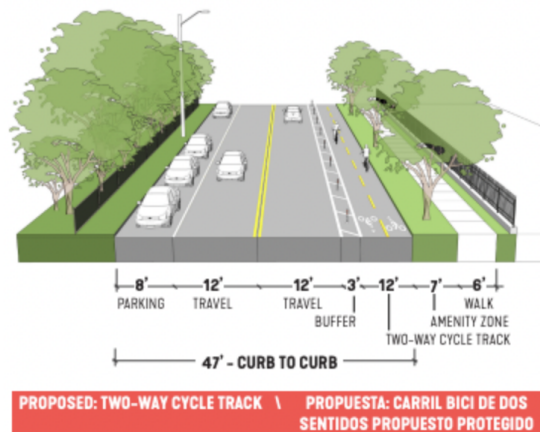 8' 12' 12' 3' 12' 7' 6'
PARKING TRAVEL TRAVEL WALK
BUFFER AMENITY ZONE
TWO-WAY CYCLE TRACK
47' - CURB TO CURB
PROPOSED: TWO-WAY CYCLE TRACK \ PROPUESTA: CARRIL BICI DE DOS
SENTIDOS PROPUESTO PROTEGIDO